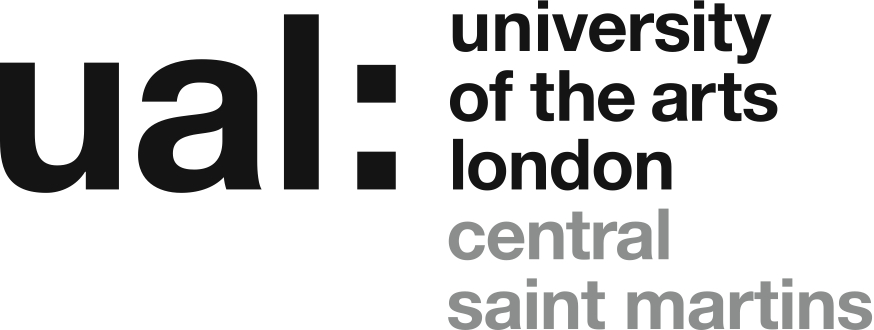 ual:
university
of the arts
london
central
saint martins